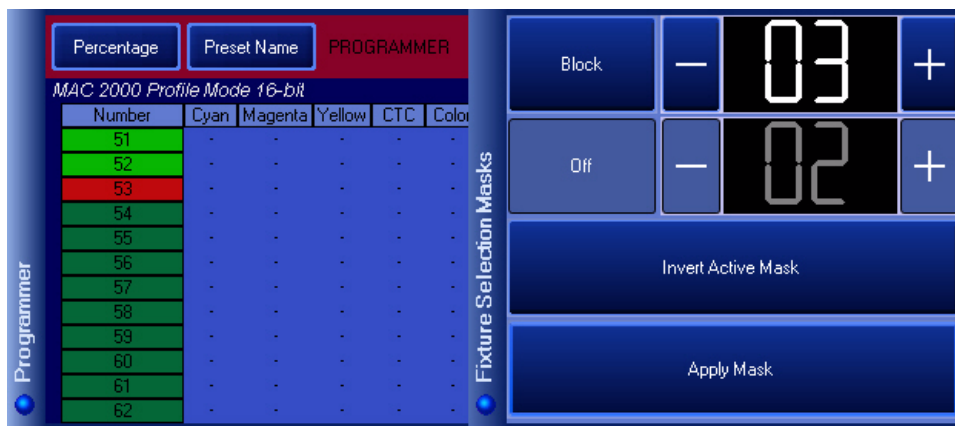 Percentage Preset Name PROGRAMMER
MAC 2000 Profile Mode 16-bit
Number Cyan Magenta Yellow CTC
51 - - - - -
52 - - - - -
53 - - - - -
54 - - - - -
55 - - - - -
56 - - - - -
57 - - - - -
58 - - - - -
59 - - - - -
60 - - - - -
61 - - - - -
62 - - - - -
Programmer
Fixture Selection Masks
Block — 03 +
Off — 02 +
Invert Active Mask
Apply Mask